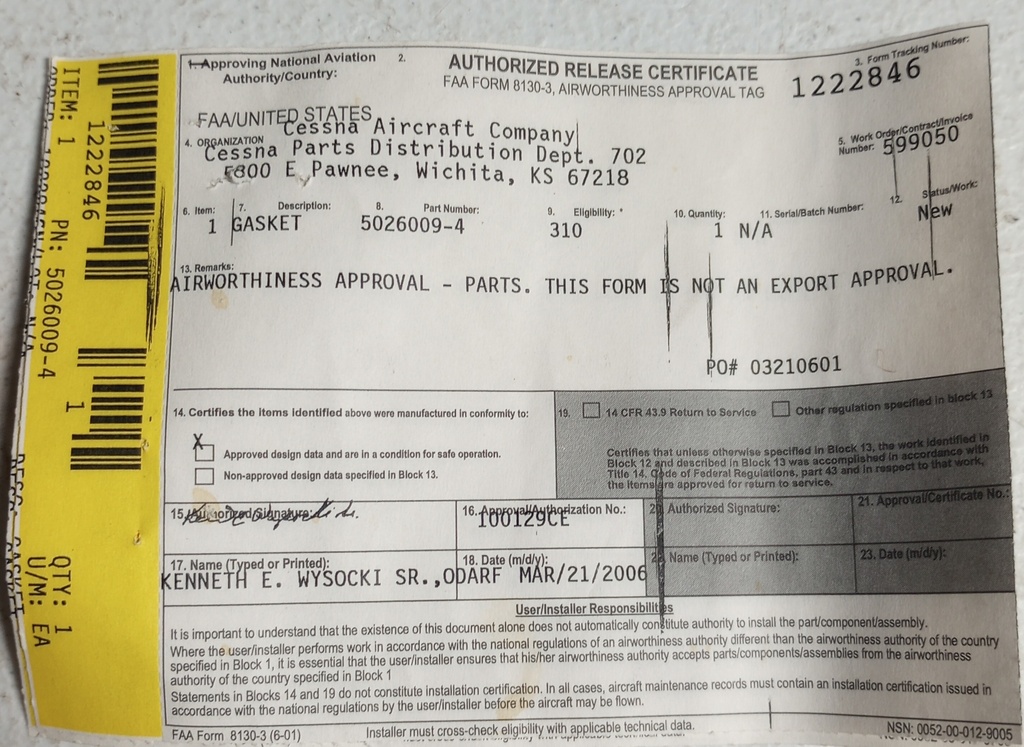 1. Approving National Aviation Authority/Country:
FAA/UNITED STATES
2.
AUTHORIZED RELEASE CERTIFICATE
FAA FORM 8130-3, AIRWORTHINESS APPROVAL TAG
3. Form Tracking Number:
1222846
4. ORGANIZATION
Cessna Aircraft Company
Cessna Parts Distribution Dept. 702
5800 E Pawnee, Wichita, KS 67218
5. Work Order/Contract/Invoice
Number: 599050
6. Item: 7. Description: 8. Part Number: 9. Eligibility: * 10. Quantity: 11. Serial/Batch Number: 12. Status/Work:
1 GASKET 5026009-4 310 1 N/A New
13. Remarks:
AIRWORTHINESS APPROVAL - PARTS. THIS FORM IS NOT AN EXPORT APPROVAL.
PO# 03210601
14. Certifies the items identified above were manufactured in conformity to:
X
Approved design data and are in a condition for safe operation.
Non-approved design data specified in Block 13.
19. 14 CFR 43.9 Return to Service Other regulation specified in block 13
Certifies that unless otherwise specified in Block 13, the work identified in
Block 12 and described in Block 13 was accomplished in accordance with
Title 14, Code of Federal Regulations, part 43 and in respect to that work,
the items are approved for return to service.
15. Authorized Signature:
16. Approval/Authorization No.:
100129CE
20. Authorized Signature:
21. Approval/Certificate No.:
17. Name (Typed or Printed):
KENNETH E. WYSOCKI SR.,ODARF
18. Date (m/d/y):
MAR/21/2006
22. Name (Typed or Printed):
23. Date (m/d/y):
User/Installer Responsibilities
It is important to understand that the existence of this document alone does not automatically constitute authority to install the part/component/assembly.
Where the user/installer performs work in accordance with the national regulations of an airworthiness authority different than the airworthiness authority of the country
specified in Block 1, it is essential that the user/installer ensures that his/her airworthiness authority accepts parts/components/assemblies from the airworthiness
authority of the country specified in Block 1
Statements in Blocks 14 and 19 do not constitute installation certification. In all cases, aircraft maintenance records must contain an installation certification issued in
accordance with the national regulations by the user/installer before the aircraft may be flown.
FAA Form 8130-3 (6-01) Installer must cross-check eligibility with applicable technical data. NSN: 0052-00-012-9005
1222846
1
ITEM: 1 PN: 5026009-4 QTY: 1
U/M: EA